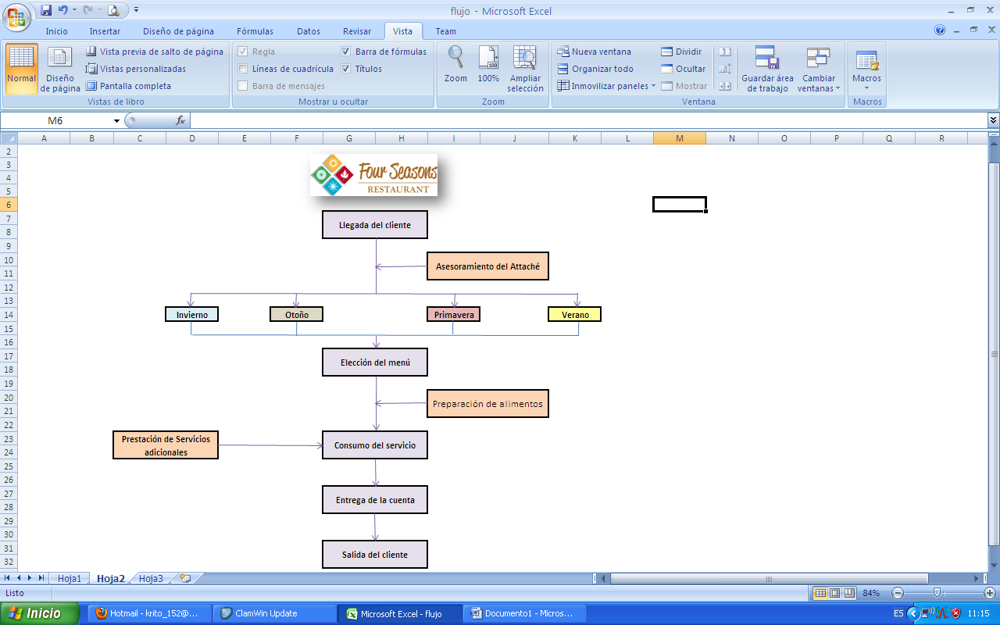 flujo - Microsoft Excel
Inicio Insertar Diseño de página Fórmulas Datos Revisar Vista Team
Normal
Diseño de página
Vista previa de salto de página
Vistas personalizadas
Pantalla completa
Vistas de libro
Regla
Líneas de cuadrícula
Barra de mensajes
Barra de fórmulas
Títulos
Mostrar u ocultar
Zoom
100%
Ampliar selección
Zoom
Nueva ventana
Organizar todo
Inmovilizar paneles
Dividir
Ocultar
Mostrar
Guardar área de trabajo
Cambiar ventanas
Ventana
Macros
Macros
M6
fx
A B C D E F G H I J K L M N O P Q R
2
3
4
5
6
7
8
9
10
11
12
13
14
15
16
17
18
19
20
21
22
23
24
25
26
27
28
29
30
31
32
Four Seasons
RESTAURANT
Llegada del cliente
Asesoramiento del Attaché
Invierno Otoño Primavera Verano
Elección del menú
Preparación de alimentos
Prestación de Servicios
adicionales
Consumo del servicio
Entrega de la cuenta
Salida del cliente
Hoja1 Hoja2 Hoja3
Listo
84%
Inicio
Hotmail - krito_152@...
ClamWin Update
Microsoft Excel - flujo
Documento1 - Micros...
ES
11:15